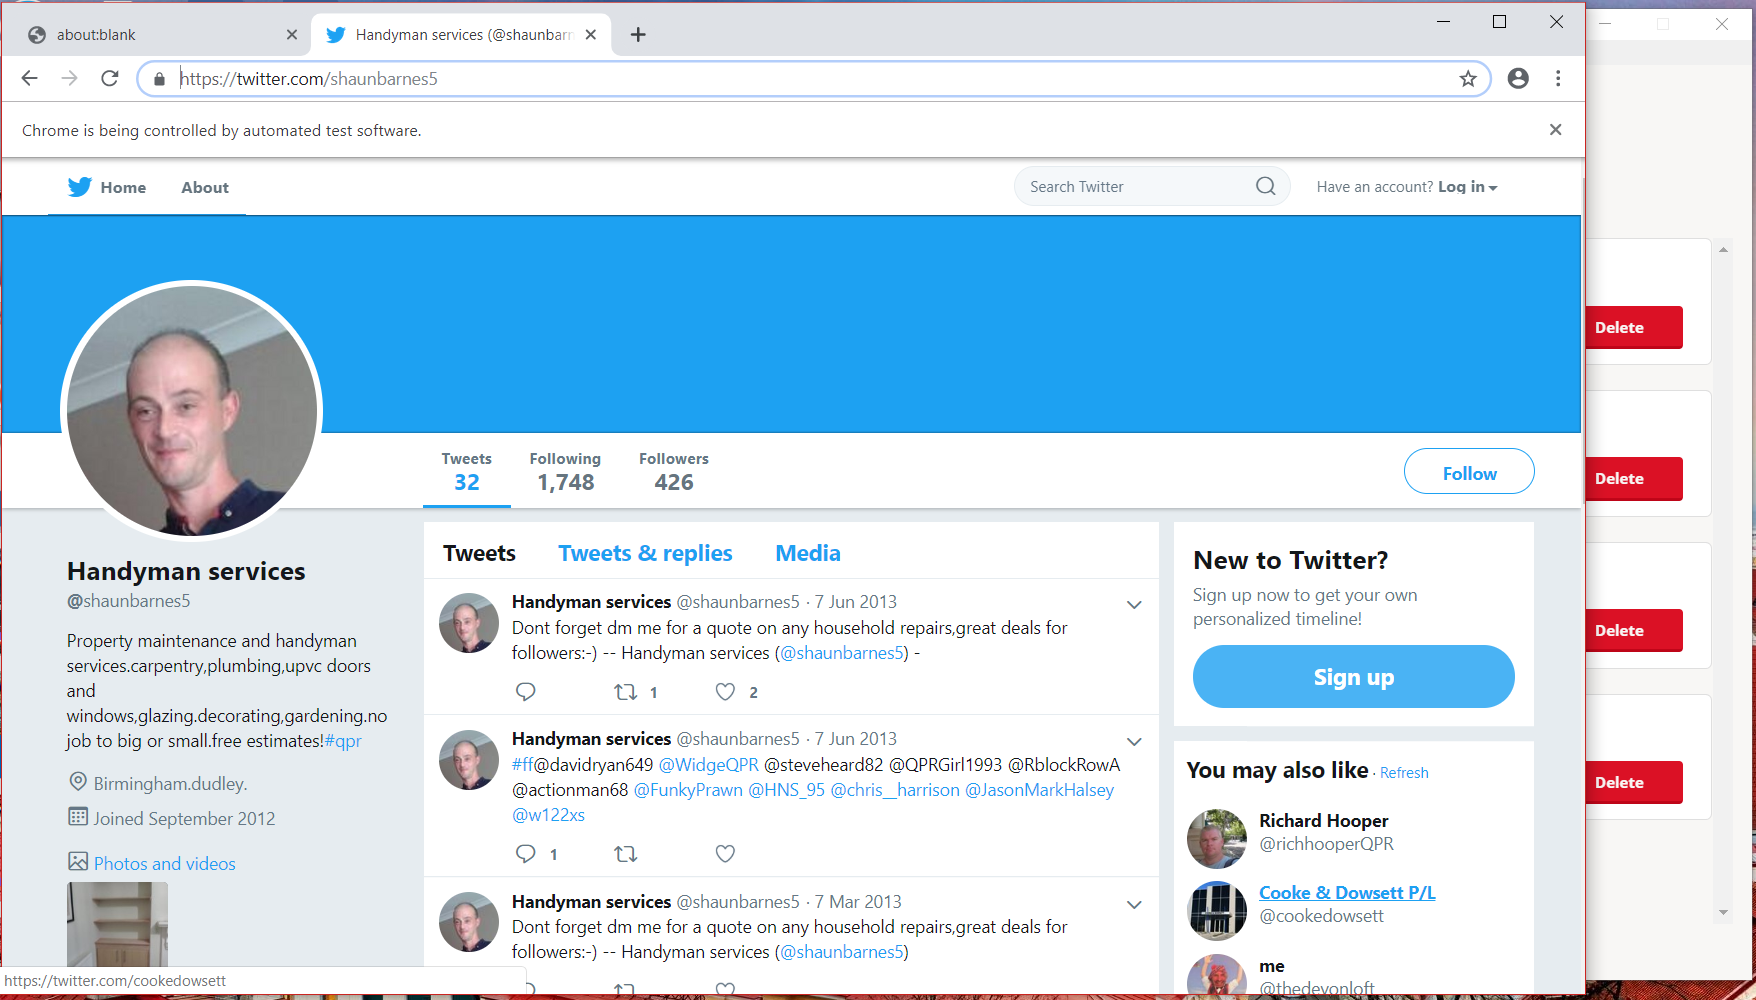 about:blank
Handyman services (@shaunbarn
https://twitter.com/shaunbarnes5
Chrome is being controlled by automated test software.
Home
About
Search Twitter
Have an account? Log in
Tweets
32
Following
1,748
Followers
426
Follow
Handyman services
@shaunbarnes5
Property maintenance and handyman
services.carpentry,plumbing,upvc doors
and
windows,glazing.decorating,gardening.no
job to big or small.free estimates!#qpr
Birmingham.dudley.
Joined September 2012
Photos and videos
Tweets
Tweets & replies
Media
Handyman services @shaunbarnes5 · 7 Jun 2013
Dont forget dm me for a quote on any household repairs,great deals for
followers:-) -- Handyman services (@shaunbarnes5) -
1
2
Handyman services @shaunbarnes5 · 7 Jun 2013
#ff@davidryan649 @WidgeQPR @steveheard82 @QPRGirl1993 @RblockRowA
@actionman68 @FunkyPrawn @HNS_95 @chris__harrison @JasonMarkHalsey
@w122xs
1
Handyman services @shaunbarnes5 · 7 Mar 2013
Dont forget dm me for a quote on any household repairs,great deals for
followers:-) -- Handyman services (@shaunbarnes5)
New to Twitter?
Sign up now to get your own
personalized timeline!
Sign up
You may also like · Refresh
Richard Hooper
@richhooperQPR
Cooke & Dowsett P/L
@cookedowsett
me
@thedevonloft
Delete
Delete
Delete
Delete
https://twitter.com/cookedowsett